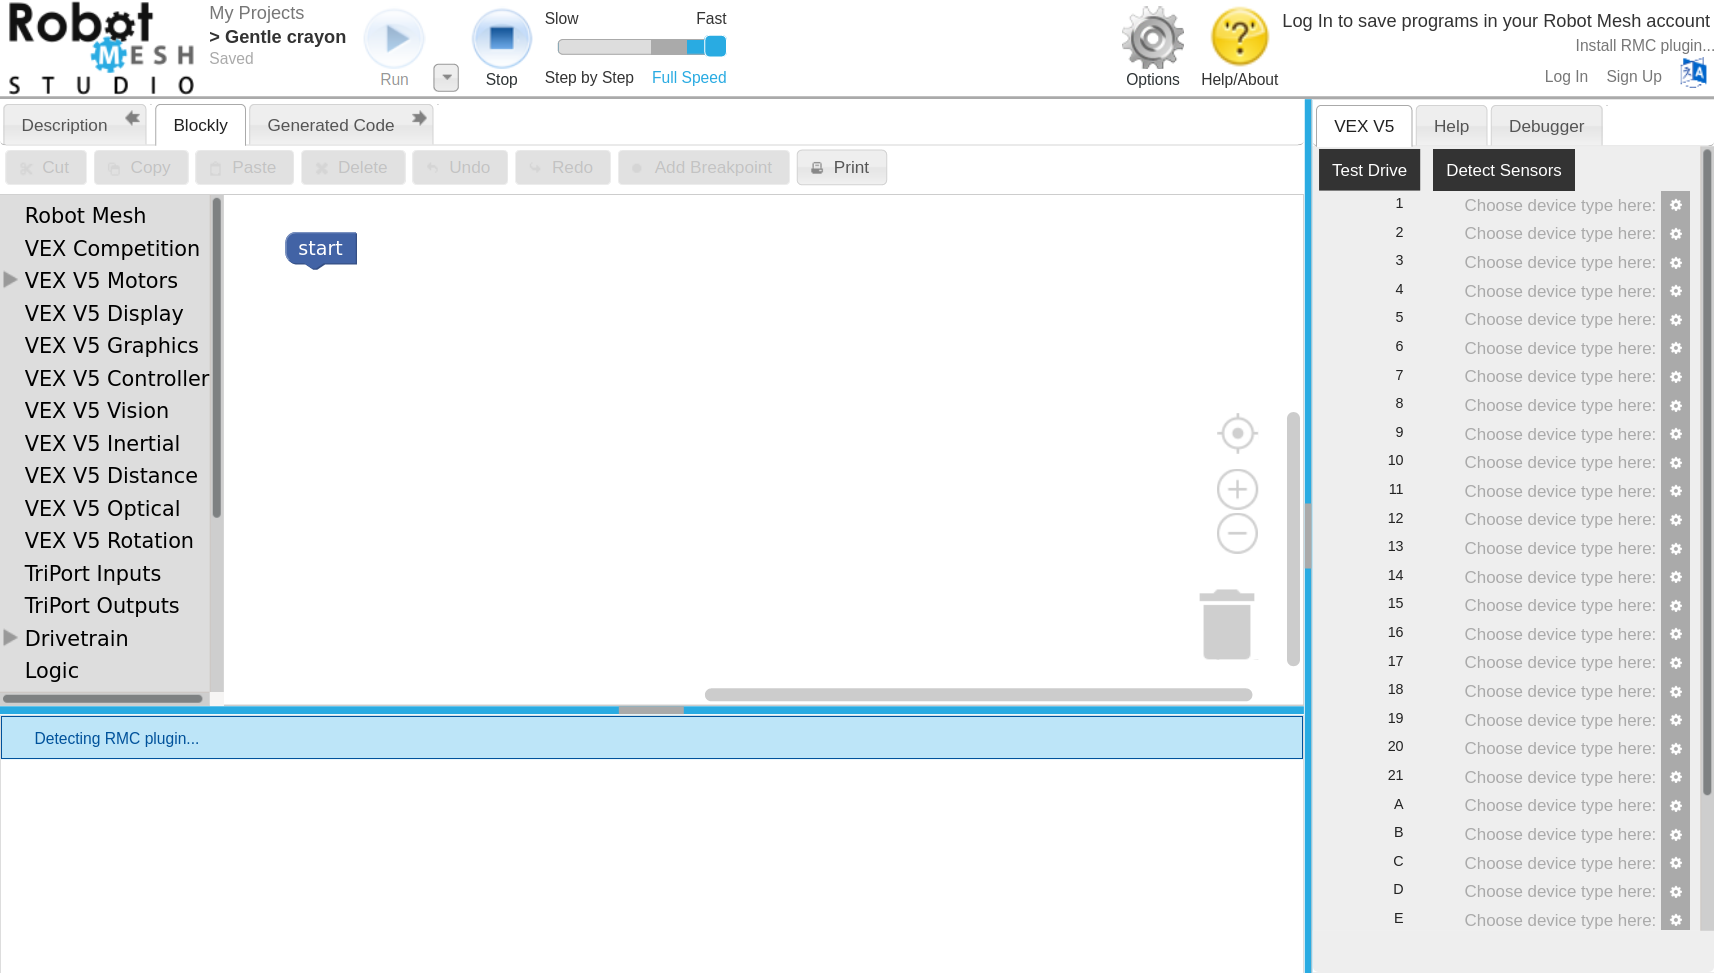 Robot
MESH
STUDIO
My Projects
> Gentle crayon
Saved
Run
Stop
Slow Fast
Step by Step Full Speed
Options
Help/About
Log In to save programs in your Robot Mesh account
Install RMC plugin...
Log In Sign Up
Description Blockly Generated Code
Cut Copy Paste Delete Undo Redo Add Breakpoint Print
Robot Mesh
VEX Competition
VEX V5 Motors
VEX V5 Display
VEX V5 Graphics
VEX V5 Controller
VEX V5 Vision
VEX V5 Inertial
VEX V5 Distance
VEX V5 Optical
VEX V5 Rotation
TriPort Inputs
TriPort Outputs
Drivetrain
Logic
start
Detecting RMC plugin...
VEX V5 Help Debugger
Test Drive Detect Sensors
1 Choose device type here:
2 Choose device type here:
3 Choose device type here:
4 Choose device type here:
5 Choose device type here:
6 Choose device type here:
7 Choose device type here:
8 Choose device type here:
9 Choose device type here:
10 Choose device type here:
11 Choose device type here:
12 Choose device type here:
13 Choose device type here:
14 Choose device type here:
15 Choose device type here:
16 Choose device type here:
17 Choose device type here:
18 Choose device type here:
19 Choose device type here:
20 Choose device type here:
21 Choose device type here:
A Choose device type here:
B Choose device type here:
C Choose device type here:
D Choose device type here:
E Choose device type here: